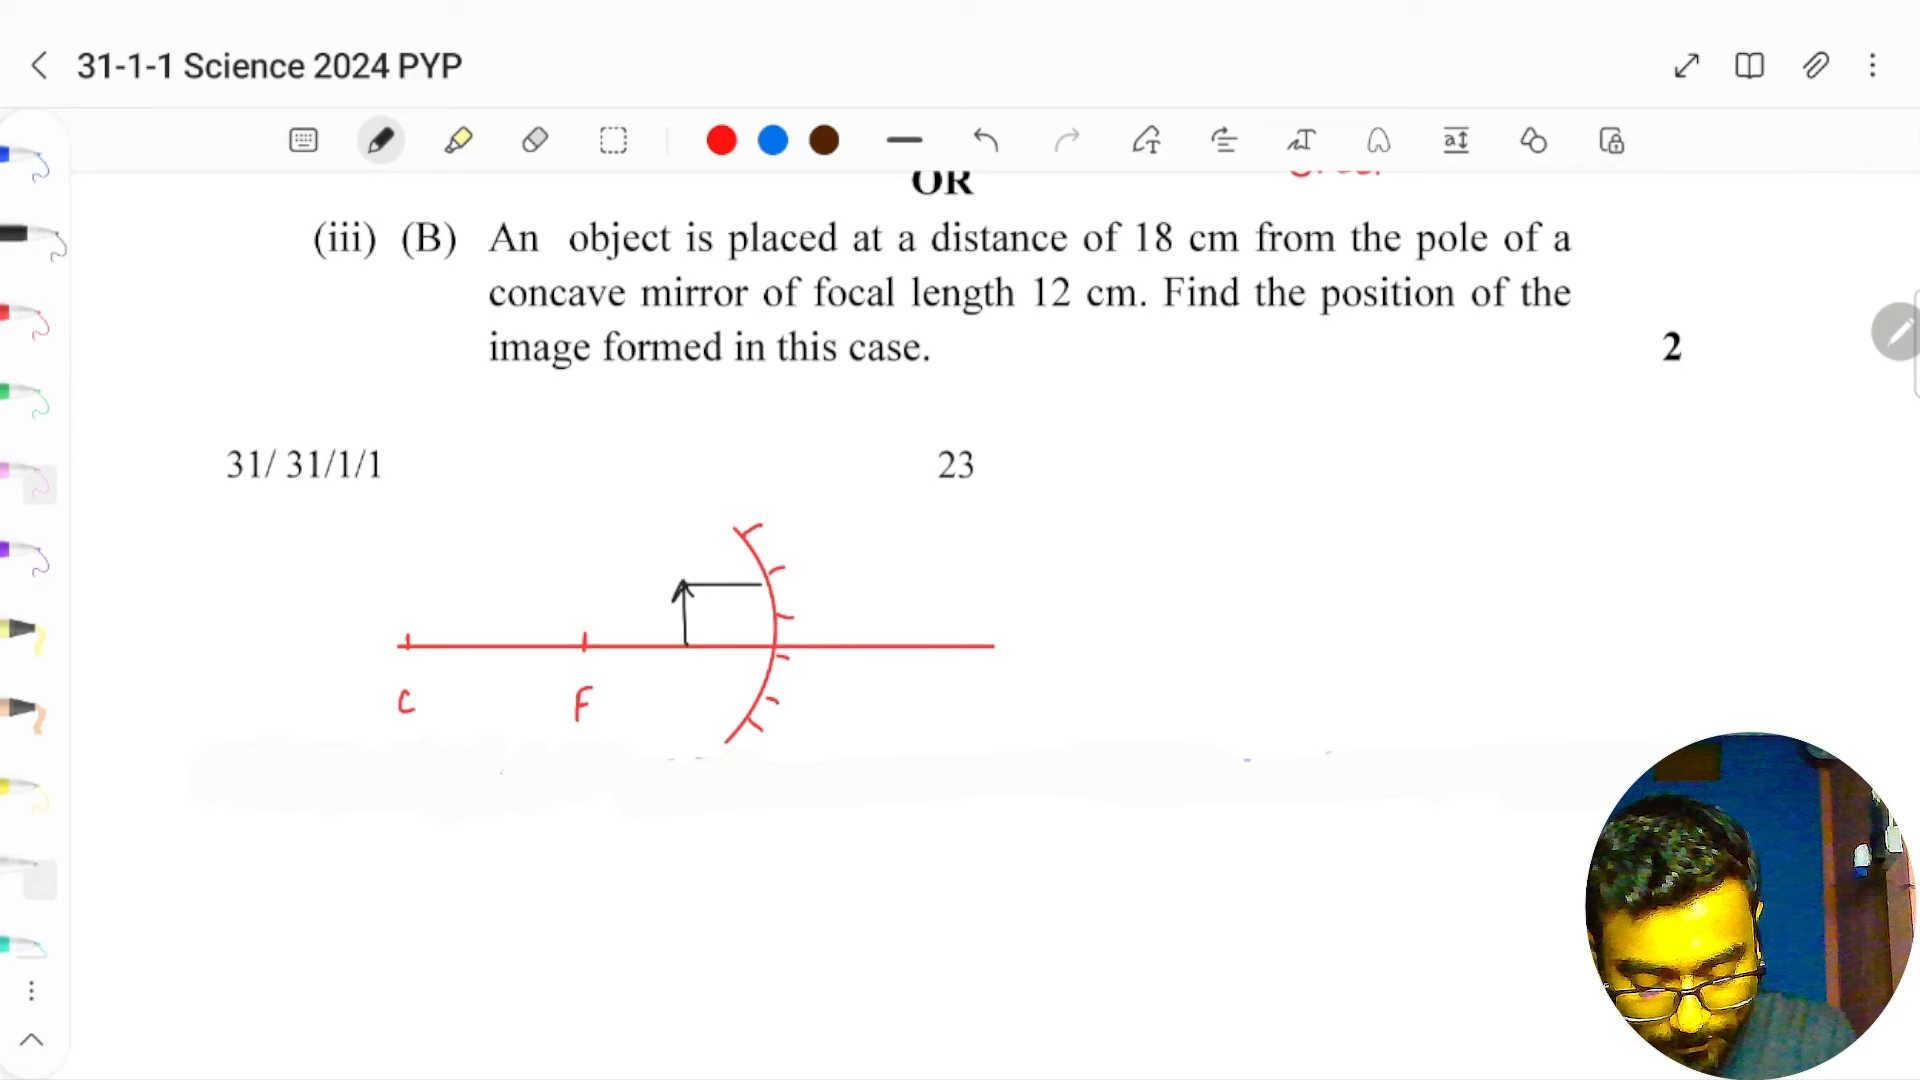 31-1-1 Science 2024 PYP
OR
(iii) (B) An object is placed at a distance of 18 cm from the pole of a
concave mirror of focal length 12 cm. Find the position of the
image formed in this case.
2
31/ 31/1/1 23
C F